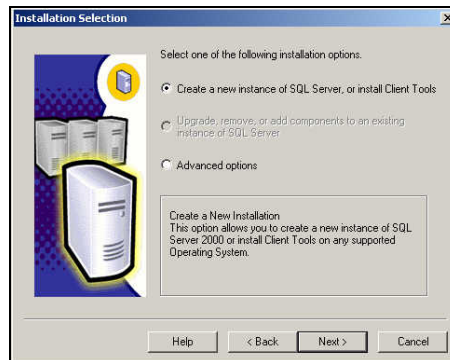 Installation Selection
Select one of the following installation options.
Create a new instance of SQL Server, or install Client Tools
Upgrade, remove, or add components to an existing
instance of SQL Server
Advanced options
Create a New Installation
This option allows you to create a new instance of SQL
Server 2000 or install Client Tools on any supported
Operating System.
Help
< Back
Next >
Cancel